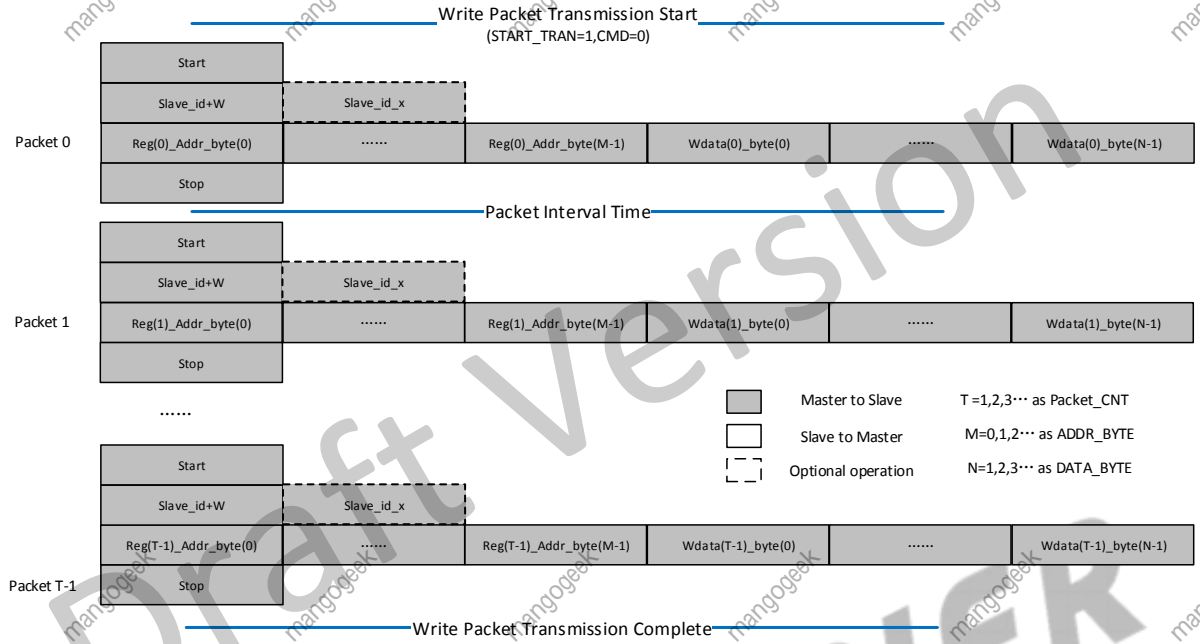 Write Packet Transmission Start
(START_TRAN=1,CMD=0)
Start
Slave_id+W Slave_id_x
Packet 0 Reg(0)_Addr_byte(0) ...... Reg(0)_Addr_byte(M-1) Wdata(0)_byte(0) ...... Wdata(0)_byte(N-1)
Stop
Packet Interval Time
Start
Slave_id+W Slave_id_x
Packet 1 Reg(1)_Addr_byte(0) ...... Reg(1)_Addr_byte(M-1) Wdata(1)_byte(0) ...... Wdata(1)_byte(N-1)
Stop
......
Master to Slave T =1,2,3··· as Packet_CNT
Slave to Master M=0,1,2··· as ADDR_BYTE
Optional operation N=1,2,3··· as DATA_BYTE
Start
Slave_id+W Slave_id_x
Reg(T-1)_Addr_byte(0) ...... Reg(T-1)_Addr_byte(M-1) Wdata(T-1)_byte(0) ...... Wdata(T-1)_byte(N-1)
Packet T-1 Stop
Write Packet Transmission Complete
Draft Version
mangogeek mangogeek mangogeek mangogeek